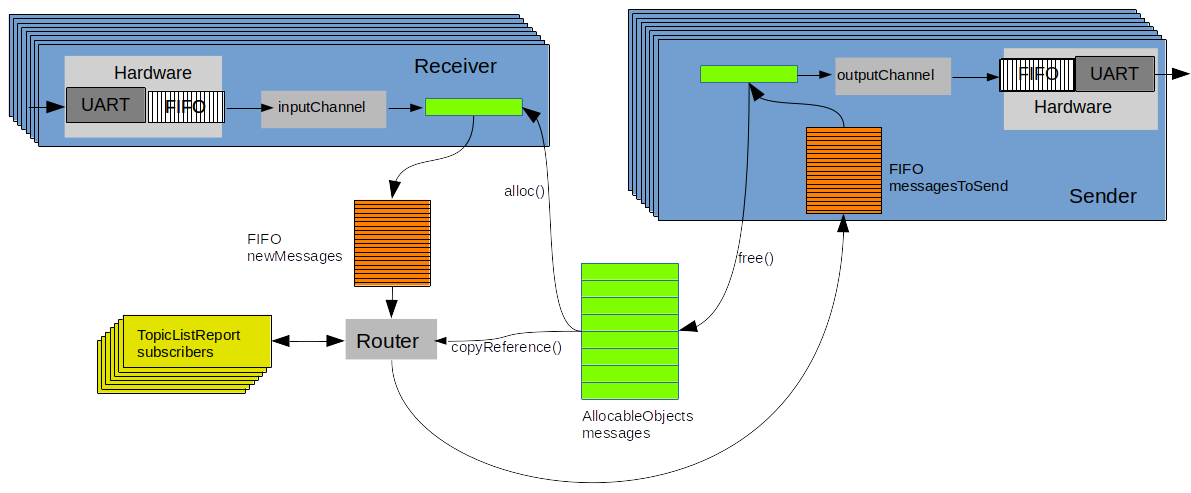 Hardware
Receiver
UART
FIFO
inputChannel
outputChannel
FIFO
UART
Hardware
FIFO
messagesToSend
Sender
alloc()
FIFO
newMessages
free()
TopicListReport
subscribers
Router
copyReference()
AllocableObjects
messages